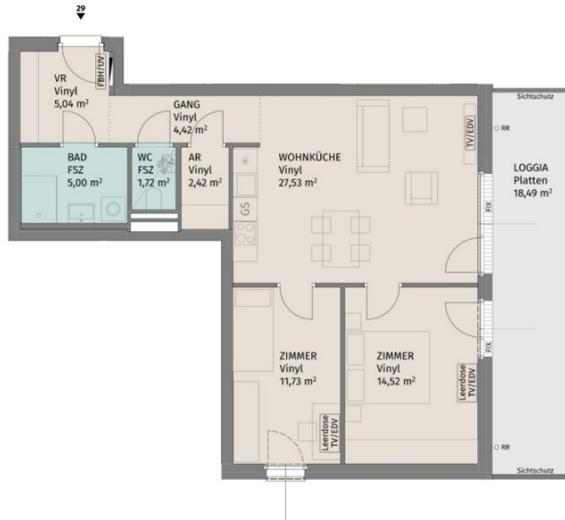 29
VR
Vinyl
5,04 m²
FBH/UV
GANG
Vinyl
4,42 m²
BAD
FSZ
5,00 m²
WC
FSZ
1,72 m²
AR
Vinyl
2,42 m²
GS
WOHNKÜCHE
Vinyl
27,53 m²
TV/EDV
Sichtschutz
RR
LOGGIA
Platten
18,49 m²
FIX
FIX
ZIMMER
Vinyl
11,73 m²
Leerdose
TV/EDV
ZIMMER
Vinyl
14,52 m²
Leerdose
TV/EDV
RR
Sichtschutz